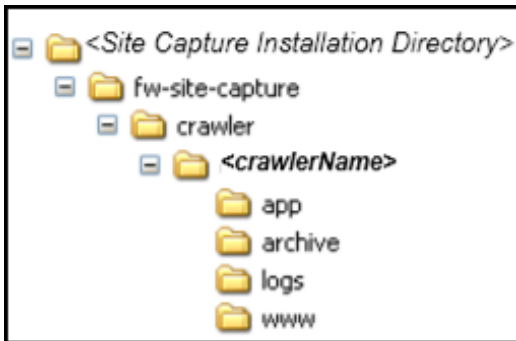 <Site Capture Installation Directory>
fw-site-capture
crawler
<crawlerName>
app
archive
logs
www